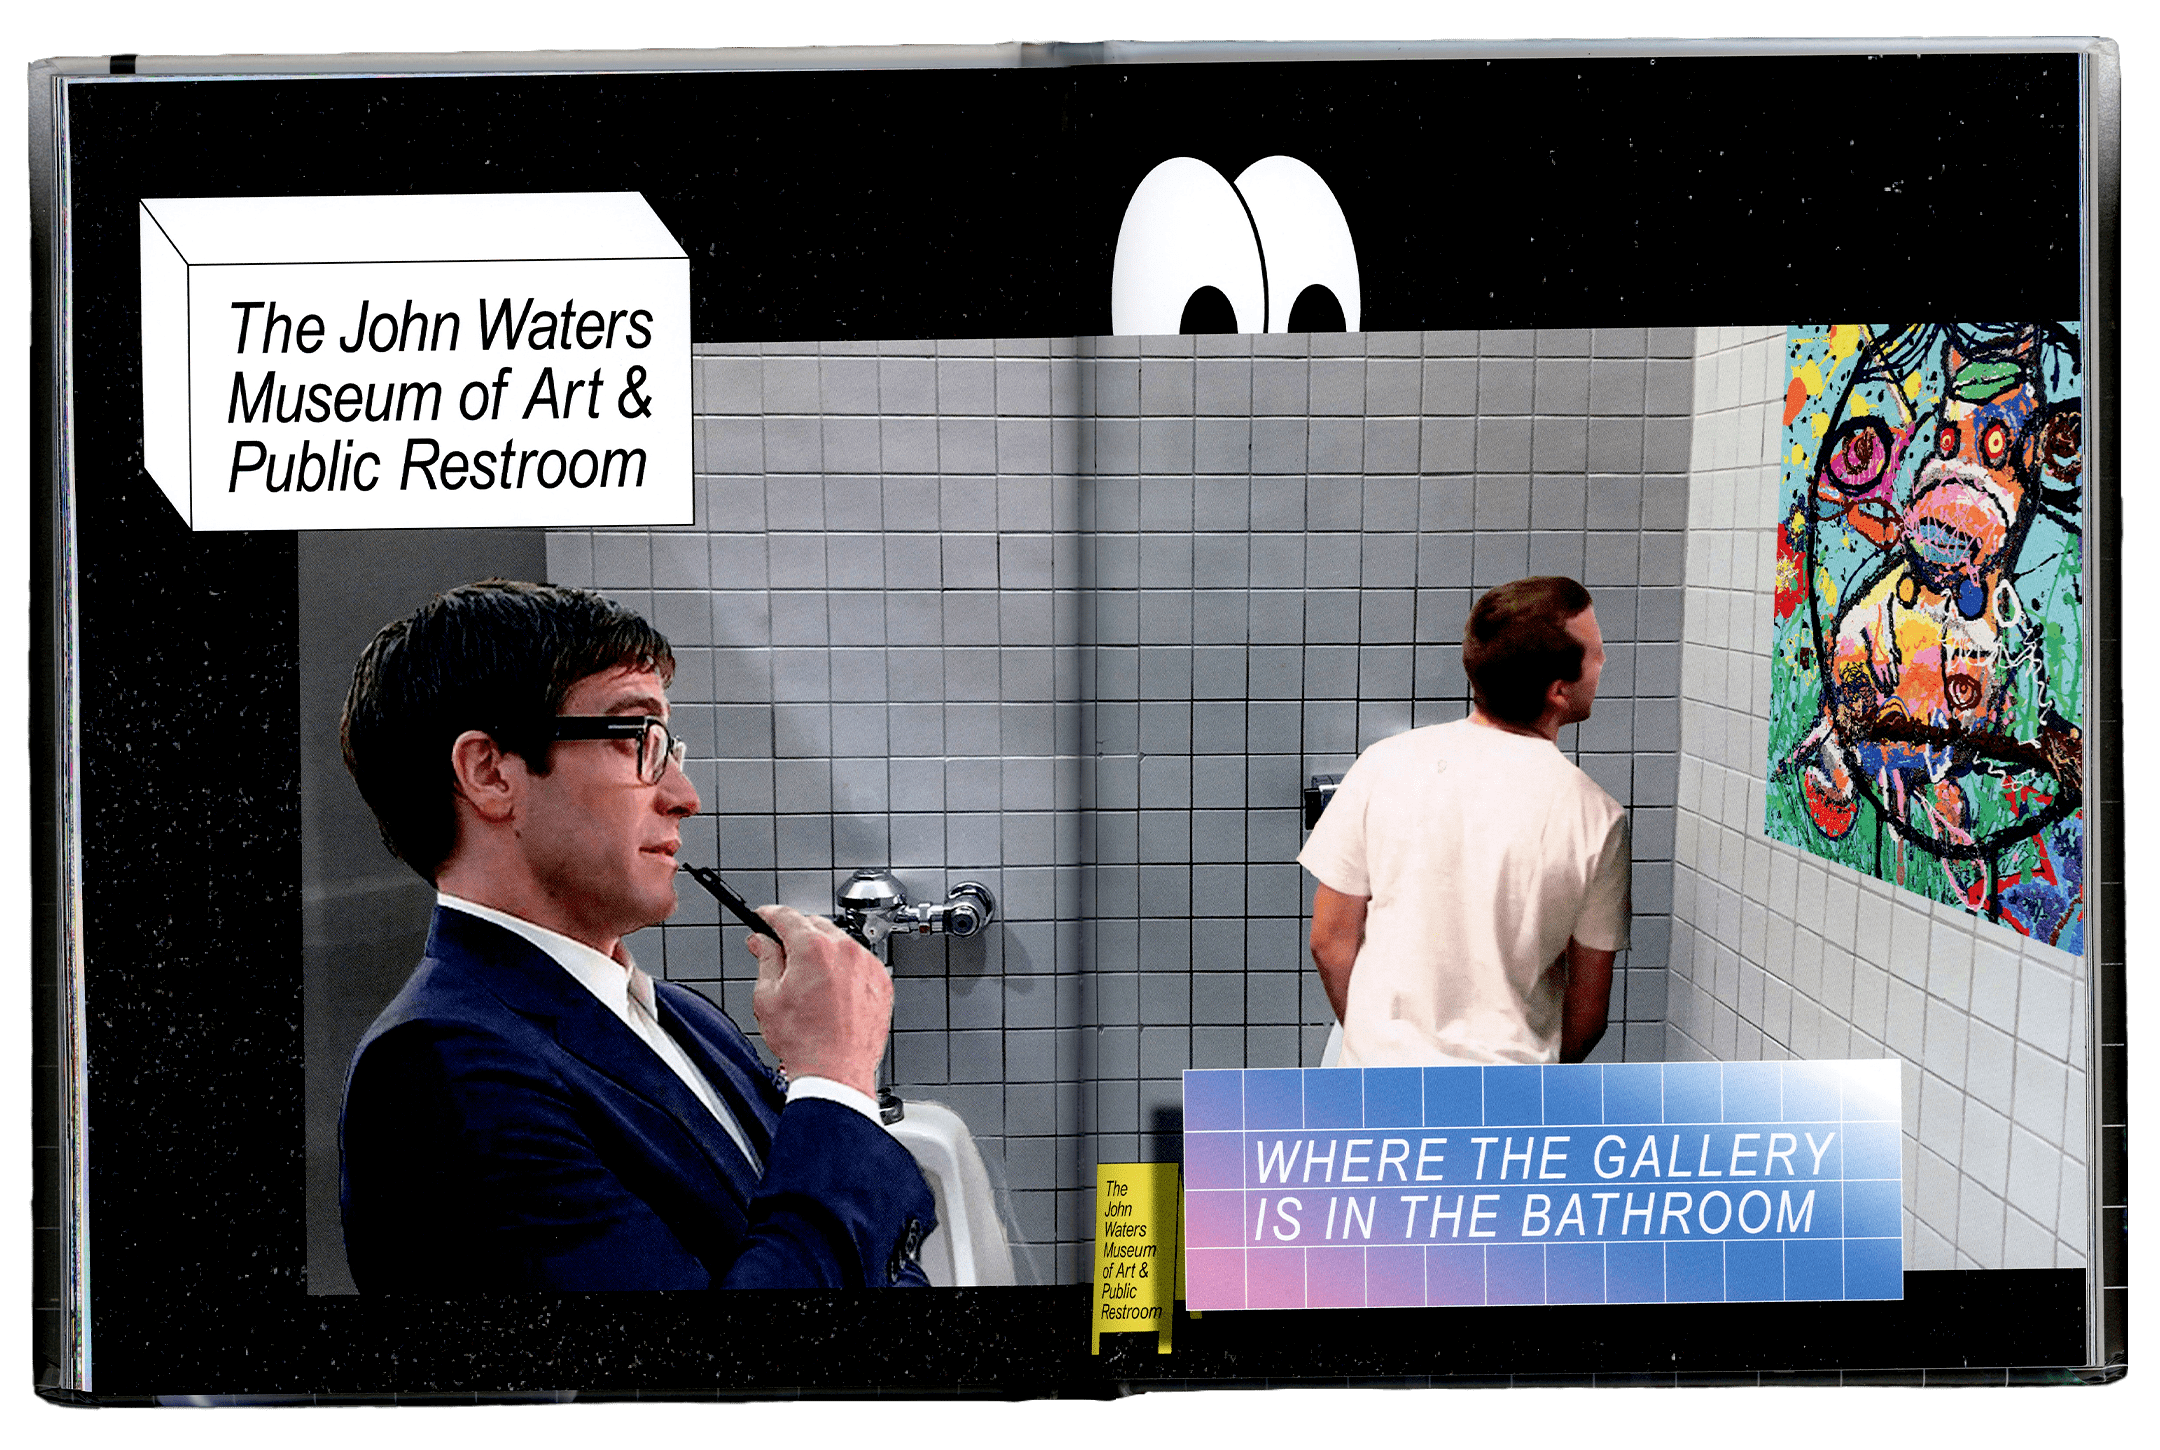 The John Waters
Museum of Art &
Public Restroom
The
John
Waters
Museum
of Art &
Public
Restroom
WHERE THE GALLERY
IS IN THE BATHROOM